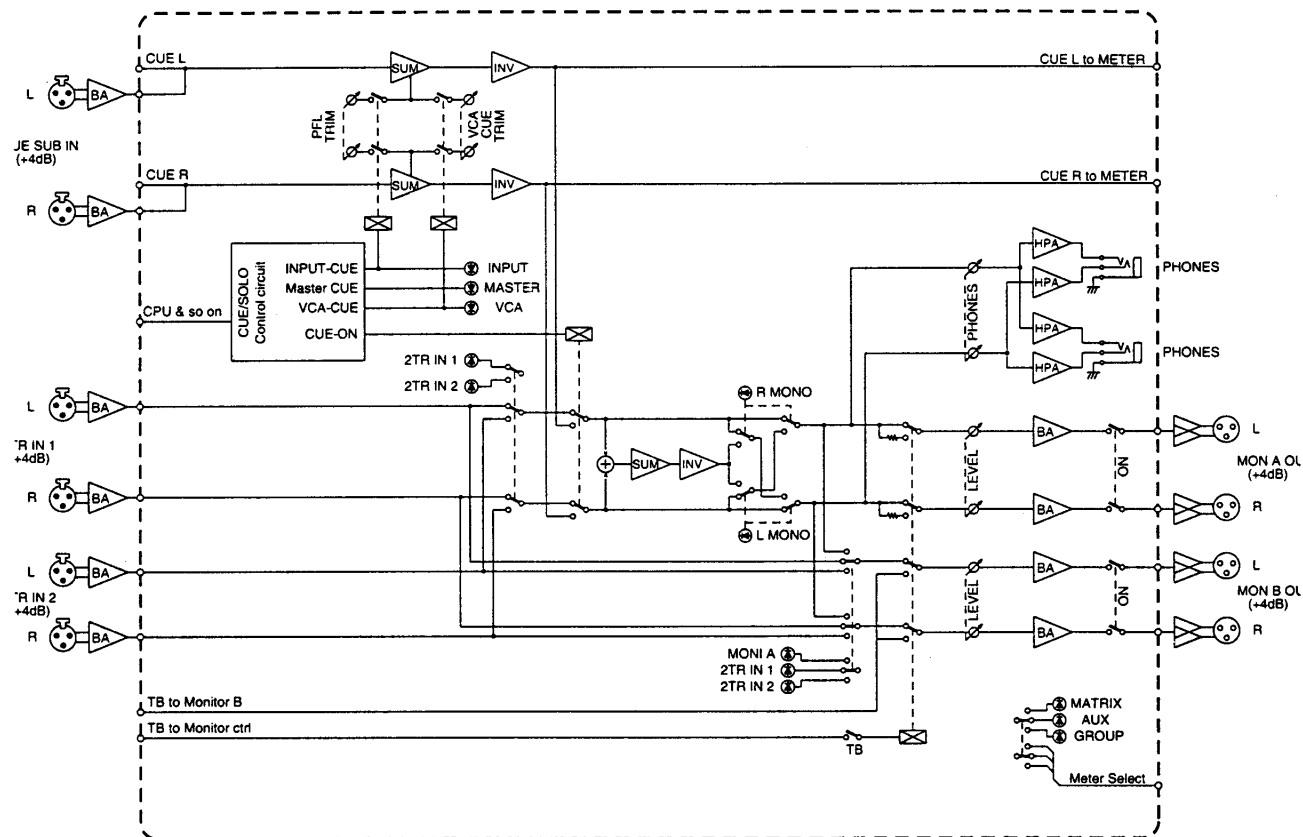 CUE L
SUM
INV
CUE L to METER
L
BA
PFL
TRIM
VCA
CUE
TRIM
JE SUB IN
(+4dB)
CUE R
SUM
INV
CUE R to METER
R
BA
CUE/SOLO
Control circuit
INPUT-CUE
INPUT
Master CUE
MASTER
VCA-CUE
VCA
CUE-ON
CPU & so on
HPA
PHONES
HPA
PHONES
HPA
PHONES
HPA
2TR IN 1
2TR IN 2
L
BA
R MONO
BA
L
R IN 1
+4dB)
SUM
INV
LEVEL
ON
MON A OU
(+4dB)
R
BA
BA
R
L MONO
L
BA
BA
L
R IN 2
+4dB)
LEVEL
ON
MON B OU
(+4dB)
R
BA
BA
R
MONI A
2TR IN 1
2TR IN 2
TB to Monitor B
TB to Monitor ctrl
TB
MATRIX
AUX
GROUP
Meter Select